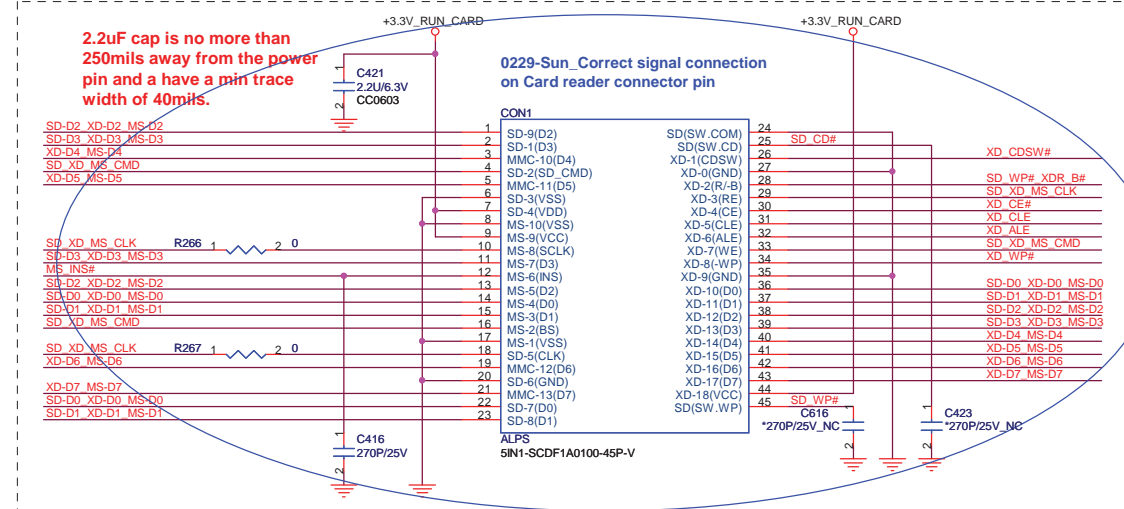 +3.3V_RUN_CARD
+3.3V_RUN_CARD
2.2uF cap is no more than
250mils away from the power
pin and a have a min trace
width of 40mils.
1
C421
2.2U/6.3V
CC0603
2
0229-Sun_Correct signal connection
on Card reader connector pin
CON1
SD-D2_XD-D2_MS-D2 1 SD-9(D2)
SD-D3_XD-D3_MS-D3 2 SD-1(D3)
XD-D4_MS-D4 3 MMC-10(D4)
SD_XD_MS_CMD 4 SD-2(SD_CMD)
XD-D5_MS-D5 5 MMC-11(D5)
6 SD-3(VSS)
7 SD-4(VDD)
8 MS-10(VSS)
9 MS-9(VCC)
SD_XD_MS_CLK R266 1 2 0 10 MS-8(SCLK)
SD-D3_XD-D3_MS-D3 11 MS-7(D3)
MS_INS# 12 MS-6(INS)
SD-D2_XD-D2_MS-D2 13 MS-5(D2)
SD-D0_XD-D0_MS-D0 14 MS-4(D0)
SD-D1_XD-D1_MS-D1 15 MS-3(D1)
SD_XD_MS_CMD 16 MS-2(BS)
17 MS-1(VSS)
SD_XD_MS_CLK R267 1 2 0 18 SD-5(CLK)
XD-D6_MS-D6 19 MMC-12(D6)
20 SD-6(GND)
XD-D7_MS-D7 21 MMC-13(D7)
SD-D0_XD-D0_MS-D0 22 SD-7(D0)
SD-D1_XD-D1_MS-D1 23 SD-8(D1)
SD(SW.COM) 24
SD(SW.CD) 25 SD_CD#
XD-1(CDSW) 26 XD_CDSW#
XD-0(GND) 27
XD-2(R/-B) 28 SD_WP#_XDR_B#
XD-3(RE) 29 SD_XD_MS_CLK
XD-4(CE) 30 XD_CE#
XD-5(CLE) 31 XD_CLE
XD-6(ALE) 32 XD_ALE
XD-7(WE) 33 SD_XD_MS_CMD
XD-8(-WP) 34 XD_WP#
XD-9(GND) 35
XD-10(D0) 36 SD-D0_XD-D0_MS-D0
XD-11(D1) 37 SD-D1_XD-D1_MS-D1
XD-12(D2) 38 SD-D2_XD-D2_MS-D2
XD-13(D3) 39 SD-D3_XD-D3_MS-D3
XD-14(D4) 40 XD-D4_MS-D4
XD-15(D5) 41 XD-D5_MS-D5
XD-16(D6) 42 XD-D6_MS-D6
XD-17(D7) 43 XD-D7_MS-D7
XD-18(VCC) 44
SD(SW.WP) 45 SD_WP#
ALPS
5IN1-SCDF1A0100-45P-V
1
C416
270P/25V
2
1
C616
*270P/25V_NC
2
1
C423
*270P/25V_NC
2